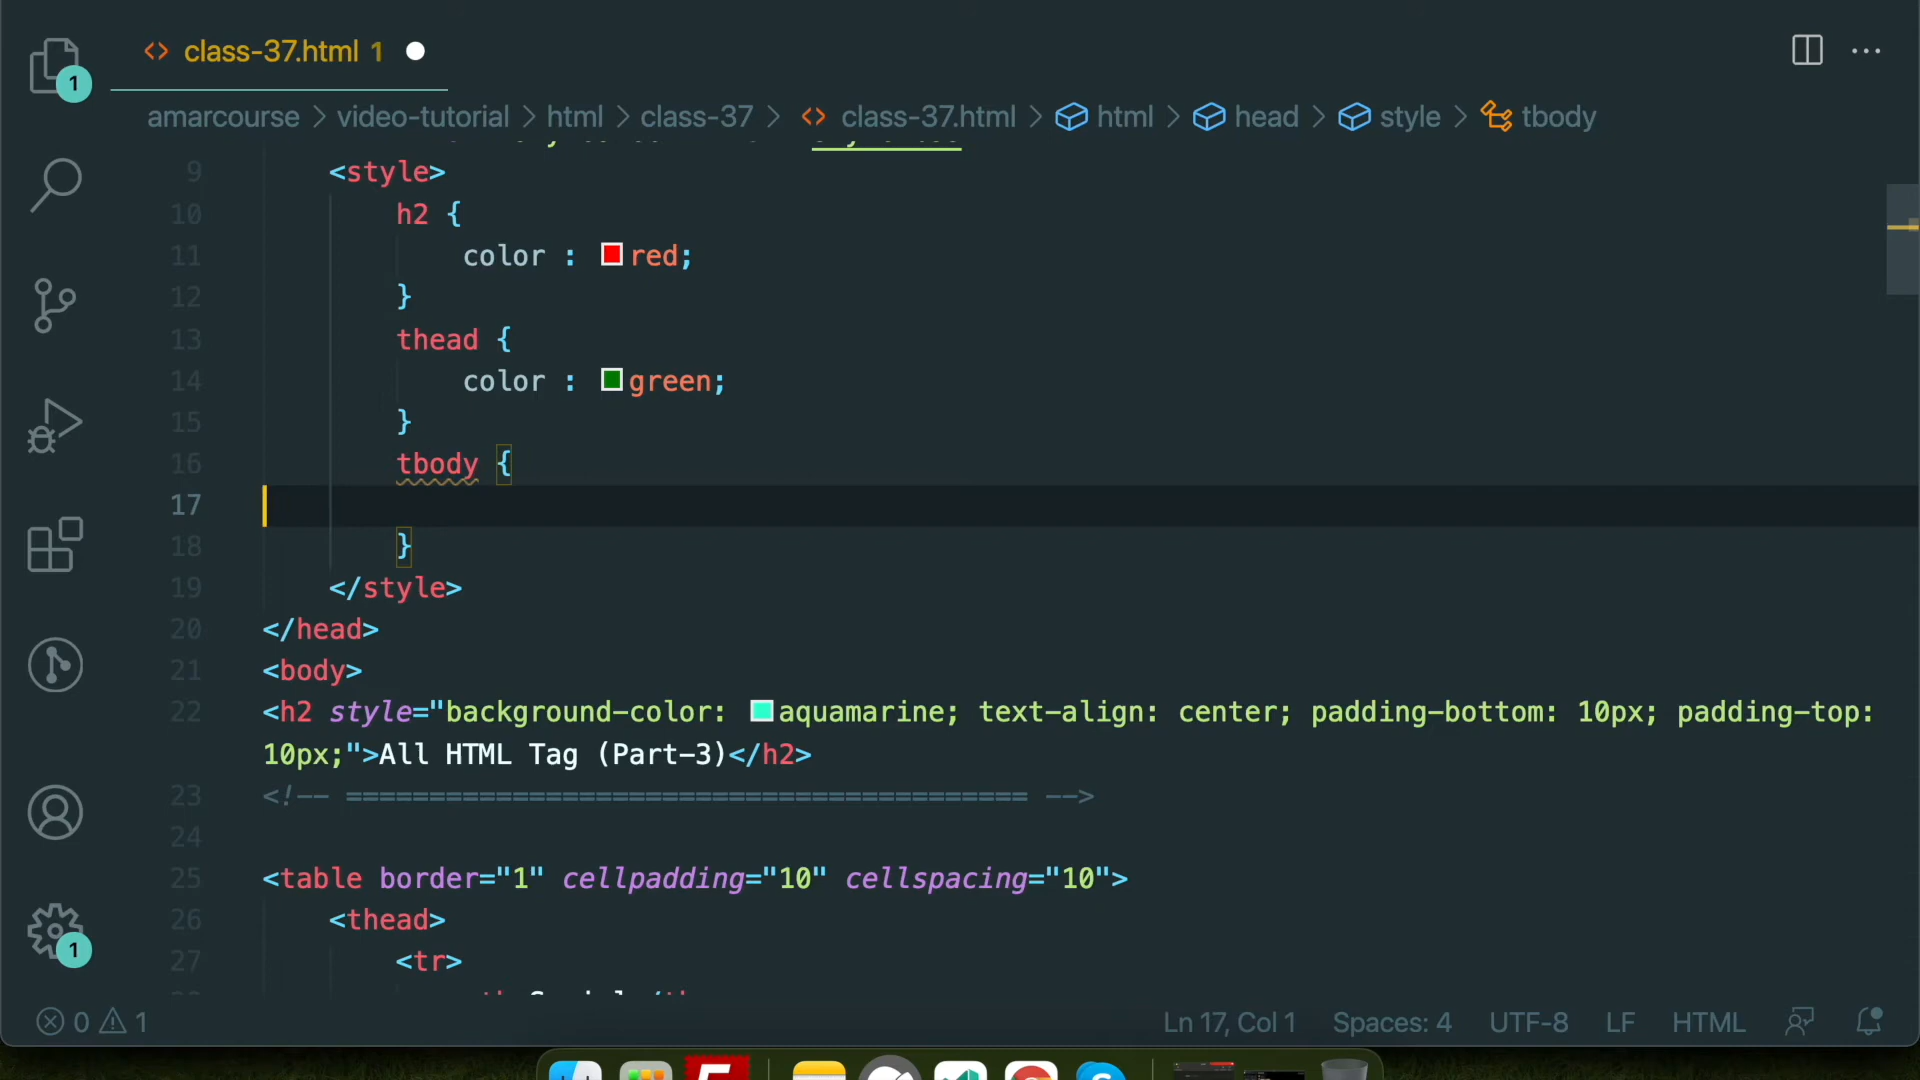 class-37.html 1
1
amarcourse > video-tutorial > html > class-37 > <> class-37.html > html > head > style > tbody
9 <style>
10 h2 {
11 color : red;
12 }
13 thead {
14 color : green;
15 }
16 tbody {
17
18 }
19 </style>
20 </head>
21 <body>
22 <h2 style="background-color: aquamarine; text-align: center; padding-bottom: 10px; padding-top:
10px;">All HTML Tag (Part-3)</h2>
23 <!-- ========================================= -->
24
25 <table border="1" cellpadding="10" cellspacing="10">
26 <thead>
27 <tr>
1
0 1 Ln 17, Col 1 Spaces: 4 UTF-8 LF HTML